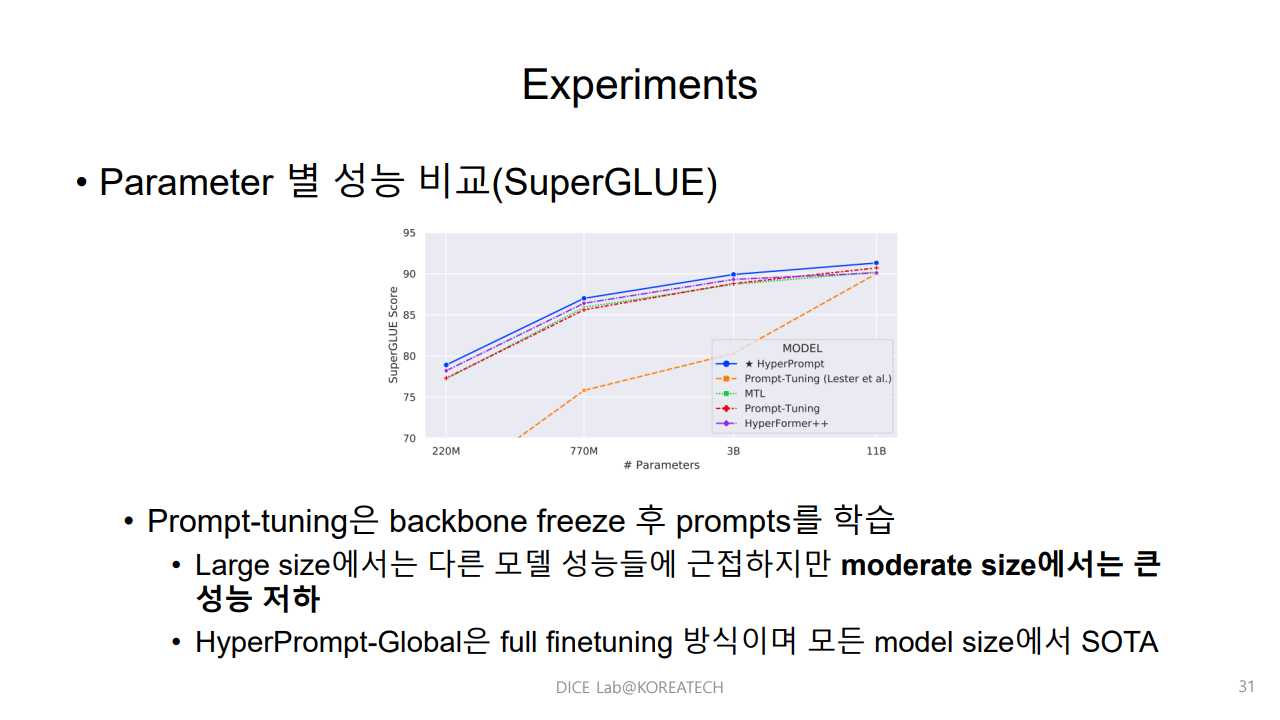 Experiments
• Parameter 별 성능 비교(SuperGLUE)
95
90
85
80
75
70
SuperGLUE Score
MODEL
★ HyperPrompt
Prompt-Tuning (Lester et al.)
MTL
Prompt-Tuning
HyperFormer++
220M 770M 3B 11B
# Parameters
• Prompt-tuning은 backbone freeze 후 prompts를 학습
• Large size에서는 다른 모델 성능들에 근접하지만 moderate size에서는 큰
성능 저하
• HyperPrompt-Global은 full finetuning 방식이며 모든 model size에서 SOTA
DICE Lab@KOREATECH
31